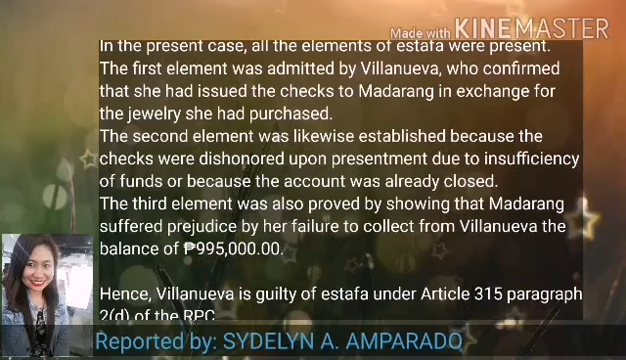 Made with KINEMASTER
In the present case, all the elements of estafa were present.
The first element was admitted by Villanueva, who confirmed
that she had issued the checks to Madarang in exchange for
the jewelry she had purchased.
The second element was likewise established because the
checks were dishonored upon presentment due to insufficiency
of funds or because the account was already closed.
The third element was also proved by showing that Madarang
suffered prejudice by her failure to collect from Villanueva the
balance of ₱995,000.00.
Hence, Villanueva is guilty of estafa under Article 315 paragraph
2(d) of the RPC
Reported by: SYDELYN A. AMPARADO